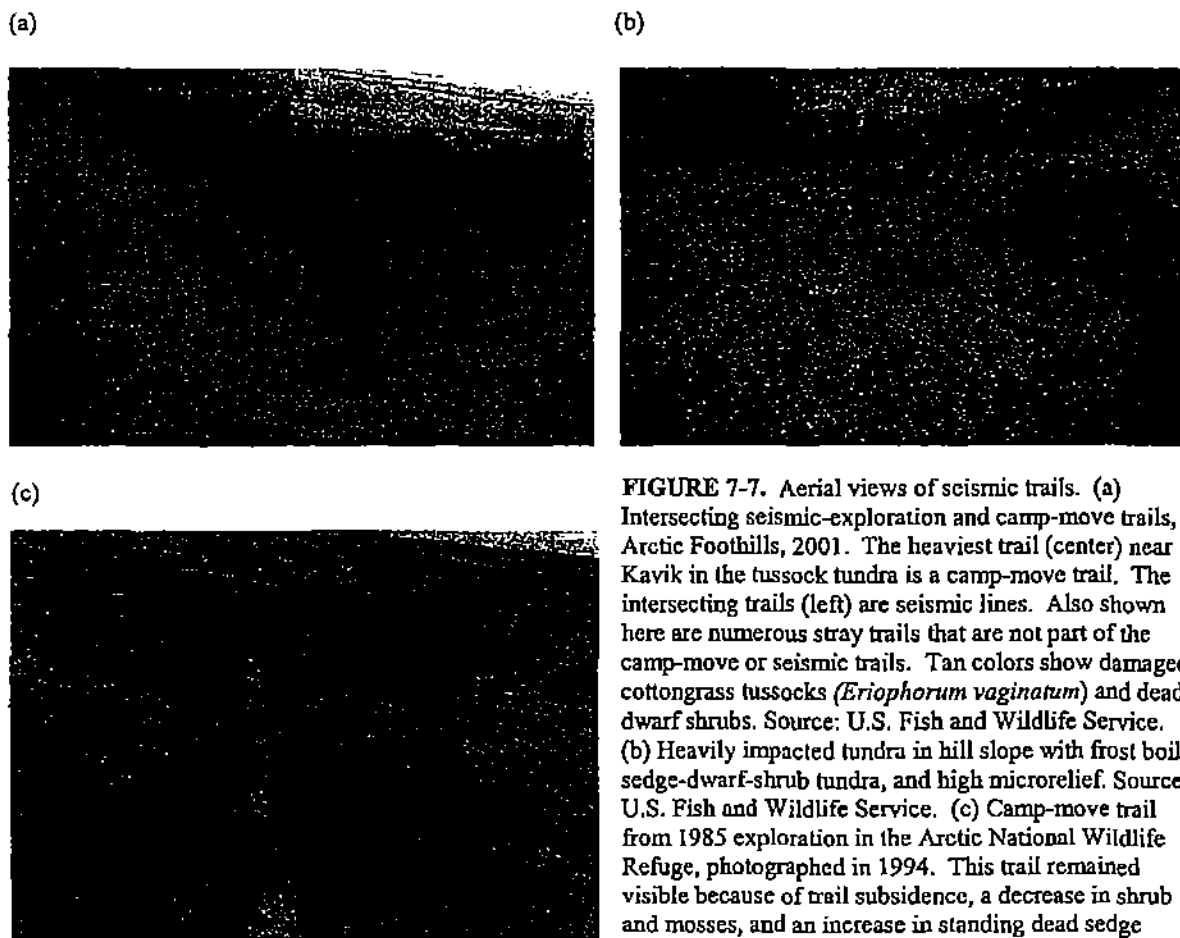 (a)
(b)
(c)
FIGURE 7-7. Aerial views of seismic trails. (a)
Intersecting seismic-exploration and camp-move trails,
Arctic Foothills, 2001. The heaviest trail (center) near
Kavik in the tussock tundra is a camp-move trail. The
intersecting trails (left) are seismic lines. Also shown
here are numerous stray trails that are not part of the
camp-move or seismic trails. Tan colors show damaged
cottongrass tussocks (Eriophorum vaginatum) and dead
dwarf shrubs. Source: U.S. Fish and Wildlife Service.
(b) Heavily impacted tundra in hill slope with frost boil
sedge-dwarf-shrub tundra, and high microrelief. Source
U.S. Fish and Wildlife Service. (c) Camp-move trail
from 1985 exploration in the Arctic National Wildlife
Refuge, photographed in 1994. This trail remained
visible because of trail subsidence, a decrease in shrub
and mosses, and an increase in standing dead sedge